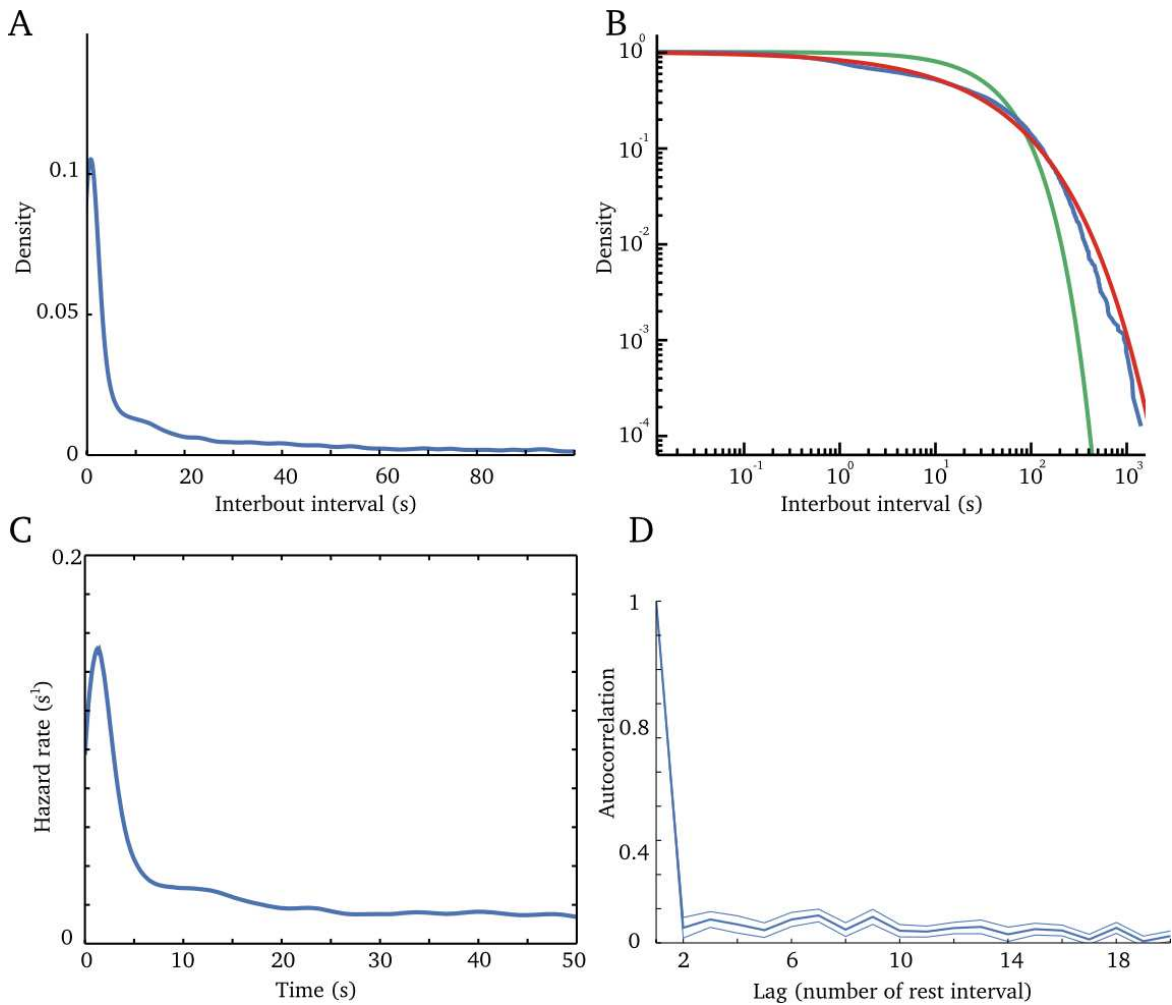 A
0.1
0.05
0
Density
0
20
40
60
80
Interbout interval (s)
B
10^0
10^-1
10^-2
10^-3
10^-4
Density
10^-1
10^0
10^1
10^2
10^3
Interbout interval (s)
C
0.2
0
Hazard rate (s^1)
0
10
20
30
40
50
Time (s)
D
1
0.8
0.4
0
Autocorrelation
2
6
10
14
18
Lag (number of rest interval)